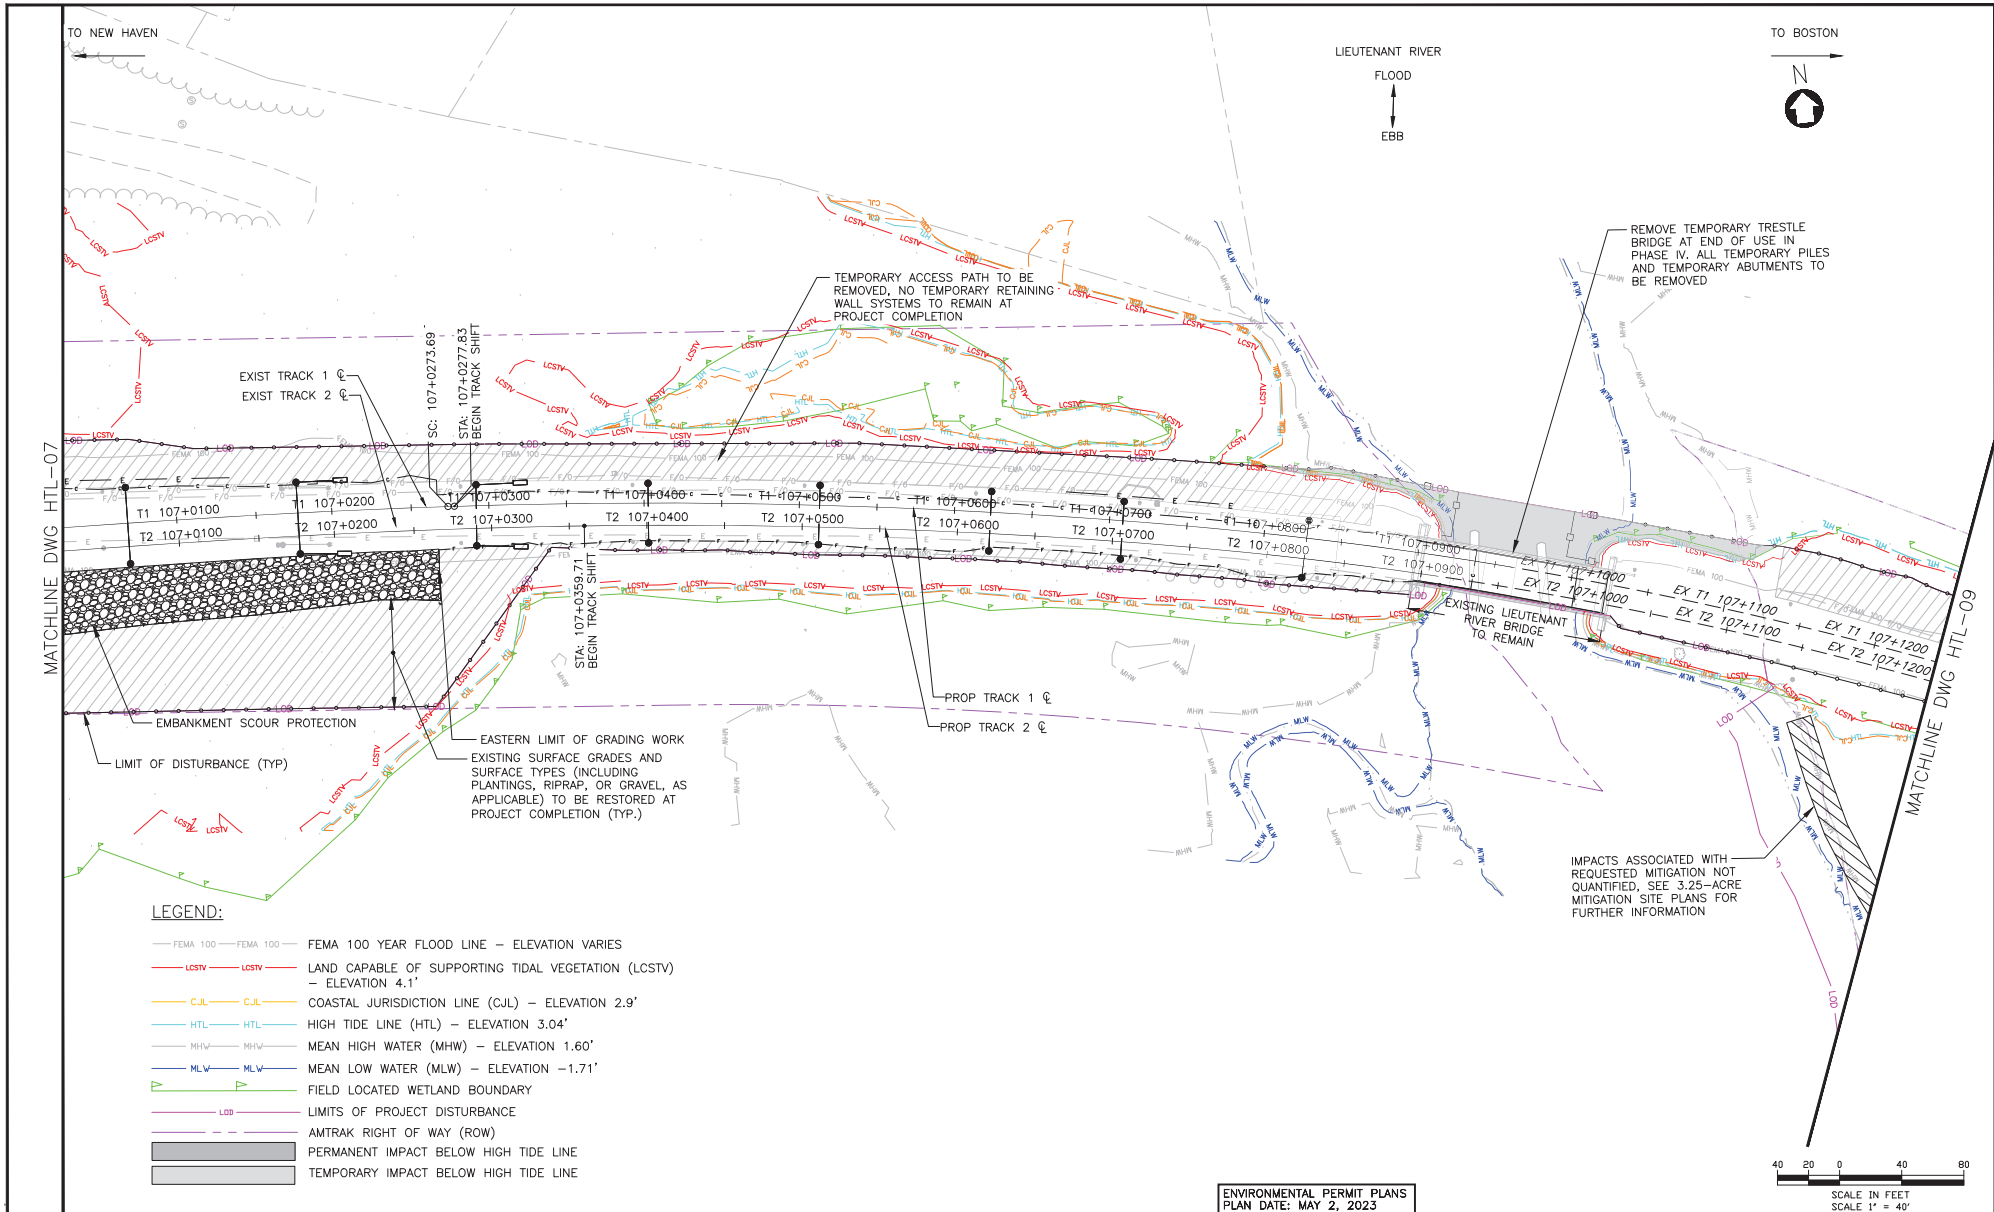 TO NEW HAVEN
LIEUTENANT RIVER
FLOOD
EBB
TO BOSTON
N
REMOVE TEMPORARY TRESTLE
BRIDGE AT END OF USE IN
PHASE IV. ALL TEMPORARY PILES
AND TEMPORARY ABUTMENTS TO
BE REMOVED
TEMPORARY ACCESS PATH TO BE
REMOVED, NO TEMPORARY RETAINING
WALL SYSTEMS TO REMAIN AT
PROJECT COMPLETION
SC: 107+0273.69
STA: 107+0277.83
BEGIN TRACK SHIFT
EXIST TRACK 1 ℄
EXIST TRACK 2 ℄
MATCHLINE DWG HTL-07
T1 107+0100
T1 107+0200
T1 107+0300
T1 107+0400
T1 107+0500
T1 107+0600
T1 107+0700
T1 107+0800
T1 107+0900
EX T1 107+1000
EX T1 107+1100
EX T1 107+1200
T2 107+0100
T2 107+0200
T2 107+0300
T2 107+0400
T2 107+0500
T2 107+0600
T2 107+0700
T2 107+0800
T2 107+0900
EX T2 107+1000
EX T2 107+1100
EX T2 107+1200
STA: 107+0359.71
BEGIN TRACK SHIFT
EXISTING LIEUTENANT
RIVER BRIDGE
TO REMAIN
MATCHLINE DWG HTL-09
PROP TRACK 1 ℄
PROP TRACK 2 ℄
EMBANKMENT SCOUR PROTECTION
LIMIT OF DISTURBANCE (TYP)
EASTERN LIMIT OF GRADING WORK
EXISTING SURFACE GRADES AND
SURFACE TYPES (INCLUDING
PLANTINGS, RIPRAP, OR GRAVEL, AS
APPLICABLE) TO BE RESTORED AT
PROJECT COMPLETION (TYP.)
IMPACTS ASSOCIATED WITH
REQUESTED MITIGATION NOT
QUANTIFIED, SEE 3.25-ACRE
MITIGATION SITE PLANS FOR
FURTHER INFORMATION
LEGEND:
FEMA 100 FEMA 100 FEMA 100 YEAR FLOOD LINE - ELEVATION VARIES
LCSTV LCSTV LAND CAPABLE OF SUPPORTING TIDAL VEGETATION (LCSTV)
- ELEVATION 4.1'
CJL CJL COASTAL JURISDICTION LINE (CJL) - ELEVATION 2.9'
HTL HTL HIGH TIDE LINE (HTL) - ELEVATION 3.04'
MHW MHW MEAN HIGH WATER (MHW) - ELEVATION 1.60'
MLW MLW MEAN LOW WATER (MLW) - ELEVATION -1.71'
FIELD LOCATED WETLAND BOUNDARY
LOD LIMITS OF PROJECT DISTURBANCE
AMTRAK RIGHT OF WAY (ROW)
PERMANENT IMPACT BELOW HIGH TIDE LINE
TEMPORARY IMPACT BELOW HIGH TIDE LINE
ENVIRONMENTAL PERMIT PLANS
PLAN DATE: MAY 2, 2023
40 20 0 40 80
SCALE IN FEET
SCALE 1" = 40'